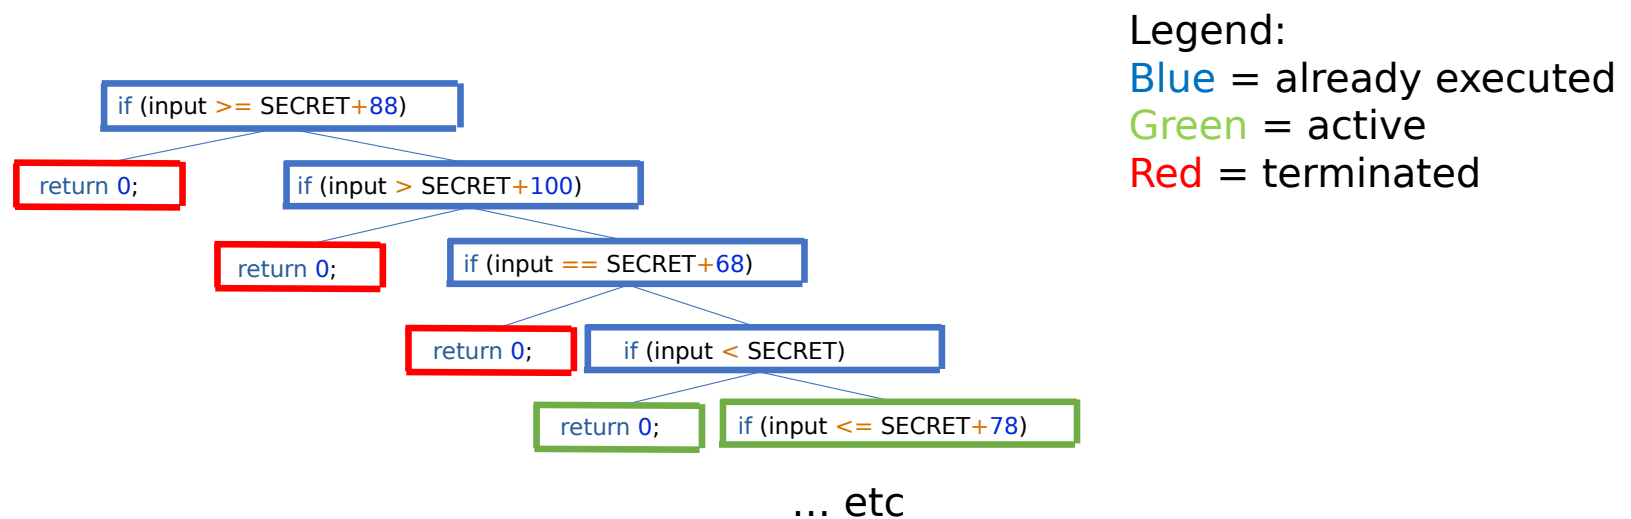 Legend:
Blue = already executed
Green = active
Red = terminated
if (input >= SECRET+88)
return 0;
if (input > SECRET+100)
return 0;
if (input == SECRET+68)
return 0;
if (input < SECRET)
return 0;
if (input <= SECRET+78)
... etc